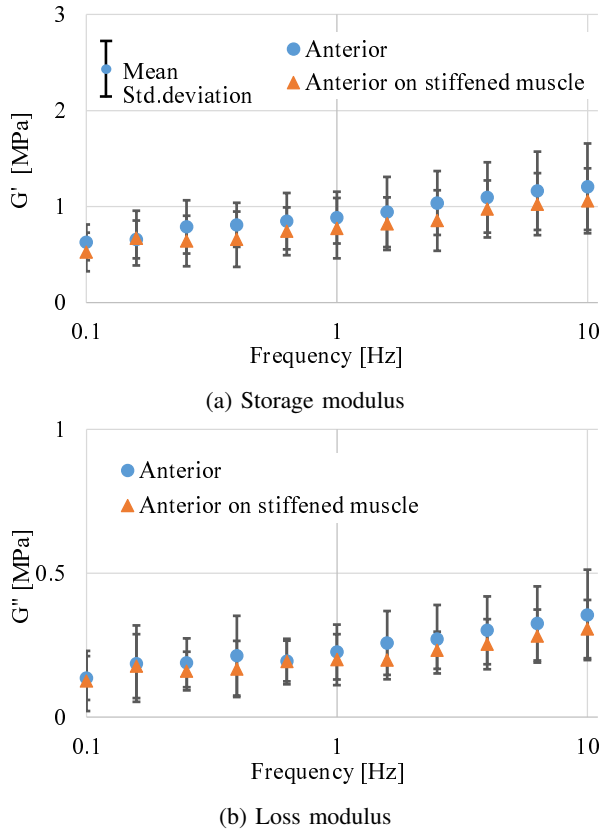 3
2
1
0
G' [MPa]
Mean
Std.deviation
Anterior
Anterior on stiffened muscle
0.1
1
10
Frequency [Hz]
(a) Storage modulus
1
0.5
0
G" [MPa]
Anterior
Anterior on stiffened muscle
0.1
1
10
Frequency [Hz]
(b) Loss modulus